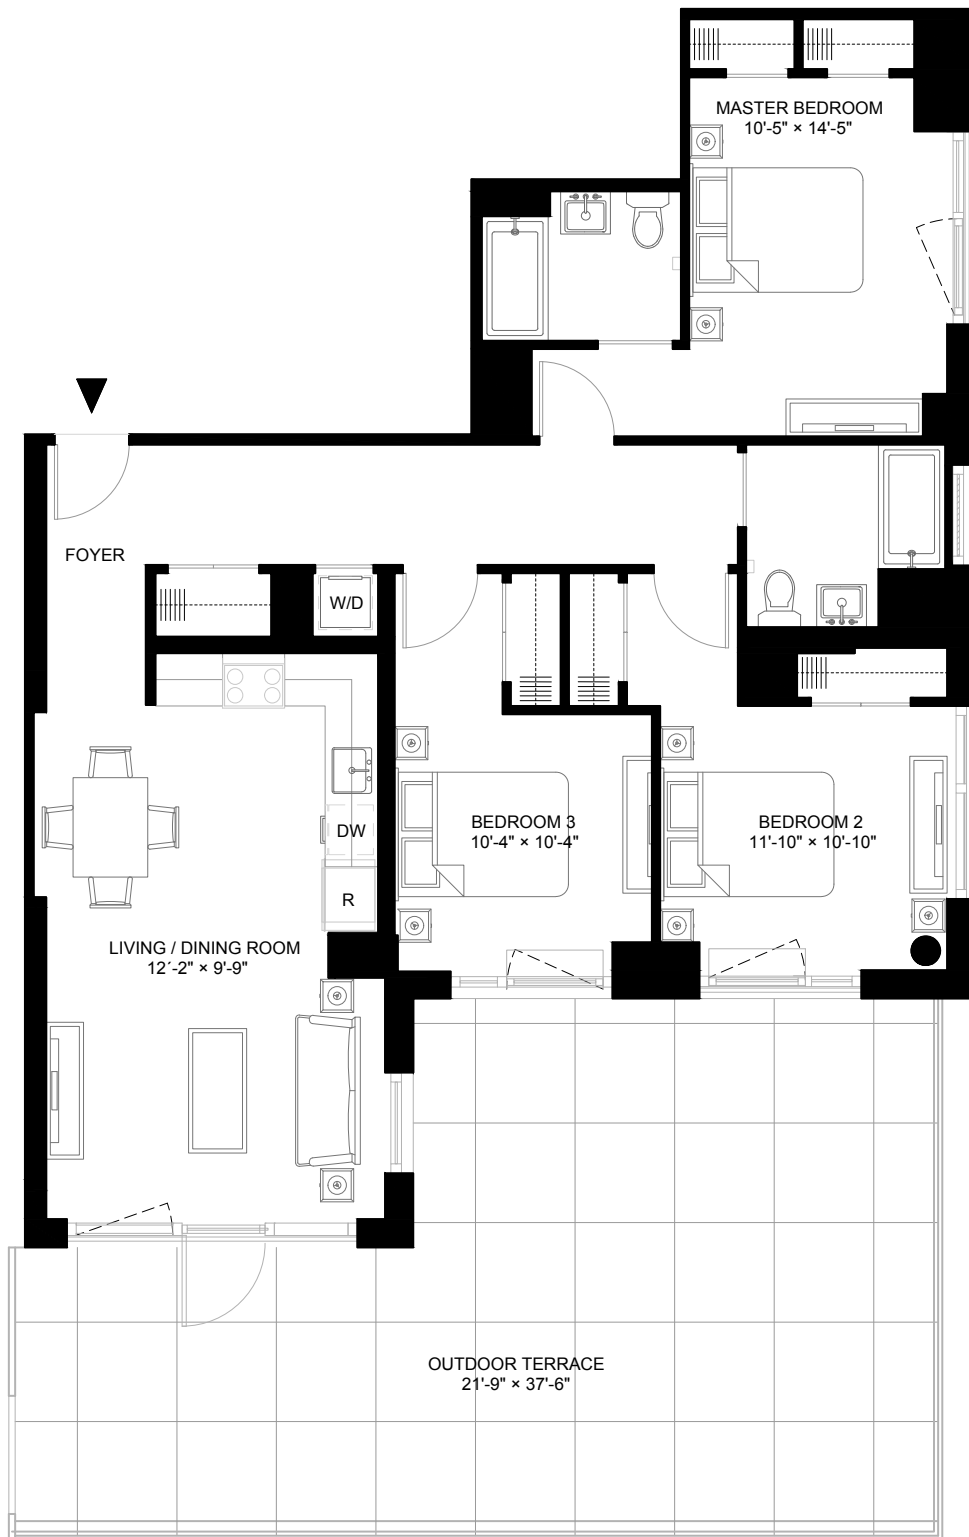 MASTER BEDROOM
10'-5" × 14'-5"
FOYER
W/D
DW
R
BEDROOM 3
10'-4" × 10'-4"
BEDROOM 2
11'-10" × 10'-10"
LIVING / DINING ROOM
12´-2" × 9'-9"
OUTDOOR TERRACE
21'-9" × 37'-6"